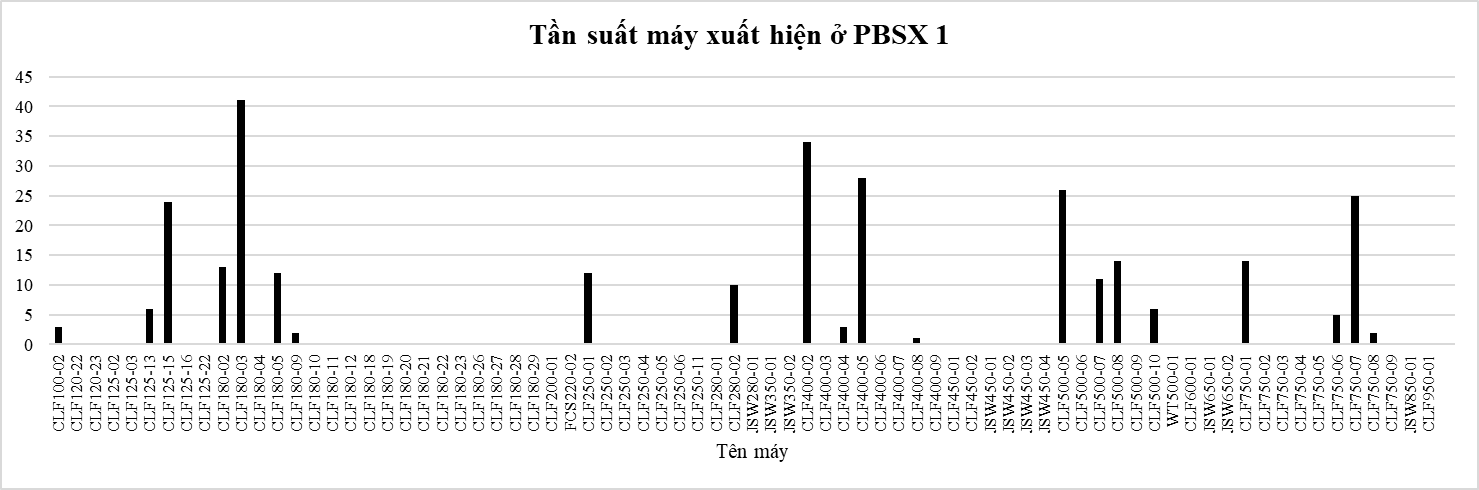 Tần suất máy xuất hiện ở PBSX 1
45
40
35
30
25
20
15
10
5
0
CLF100-02
CLF120-22
CLF120-23
CLF125-02
CLF125-03
CLF125-13
CLF125-15
CLF125-16
CLF125-22
CLF180-02
CLF180-03
CLF180-04
CLF180-05
CLF180-09
CLF180-10
CLF180-11
CLF180-12
CLF180-18
CLF180-19
CLF180-20
CLF180-21
CLF180-22
CLF180-23
CLF180-26
CLF180-27
CLF180-28
CLF180-29
CLF200-01
FCS220-02
CLF250-01
CLF250-02
CLF250-03
CLF250-04
CLF250-05
CLF250-06
CLF250-11
CLF280-01
CLF280-02
JSW280-01
JSW350-01
JSW350-02
CLF400-02
CLF400-03
CLF400-04
CLF400-05
CLF400-06
CLF400-07
CLF400-08
CLF400-09
CLF450-01
CLF450-02
JSW450-01
JSW450-02
JSW450-03
JSW450-04
CLF500-05
CLF500-06
CLF500-07
CLF500-08
CLF500-09
CLF500-10
WT500-01
CLF600-01
JSW650-01
JSW650-02
CLF750-01
CLF750-02
CLF750-03
CLF750-04
CLF750-05
CLF750-06
CLF750-07
CLF750-08
CLF750-09
JSW850-01
CLF950-01
Tên máy